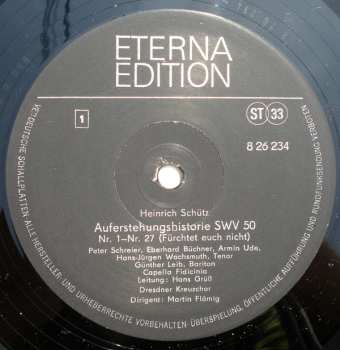 ETERNA
EDITION
1
ST 33
8 26 234
Heinrich Schütz
Auferstehungshistorie SWV 50
Nr. 1–Nr. 27 (Fürchtet euch nicht)
Peter Schreier, Eberhard Büchner, Armin Ude,
Hans-Jürgen Wachsmuth, Tenor
Günther Leib, Bariton
Capella Fidicinia
Leitung: Hans Grüß
Dresdner Kreuzchor
Dirigent: Martin Flämig
DEUTSCHE SCHALLPLATTEN·ALLE HERSTELLER- UND URHEBERRECHTE VORBEHALTEN·ÜBERSPIELUNG, ÖFFENTLICHE AUFFÜHRUNG UND RUNDFUNKSENDUNG VERBOTEN